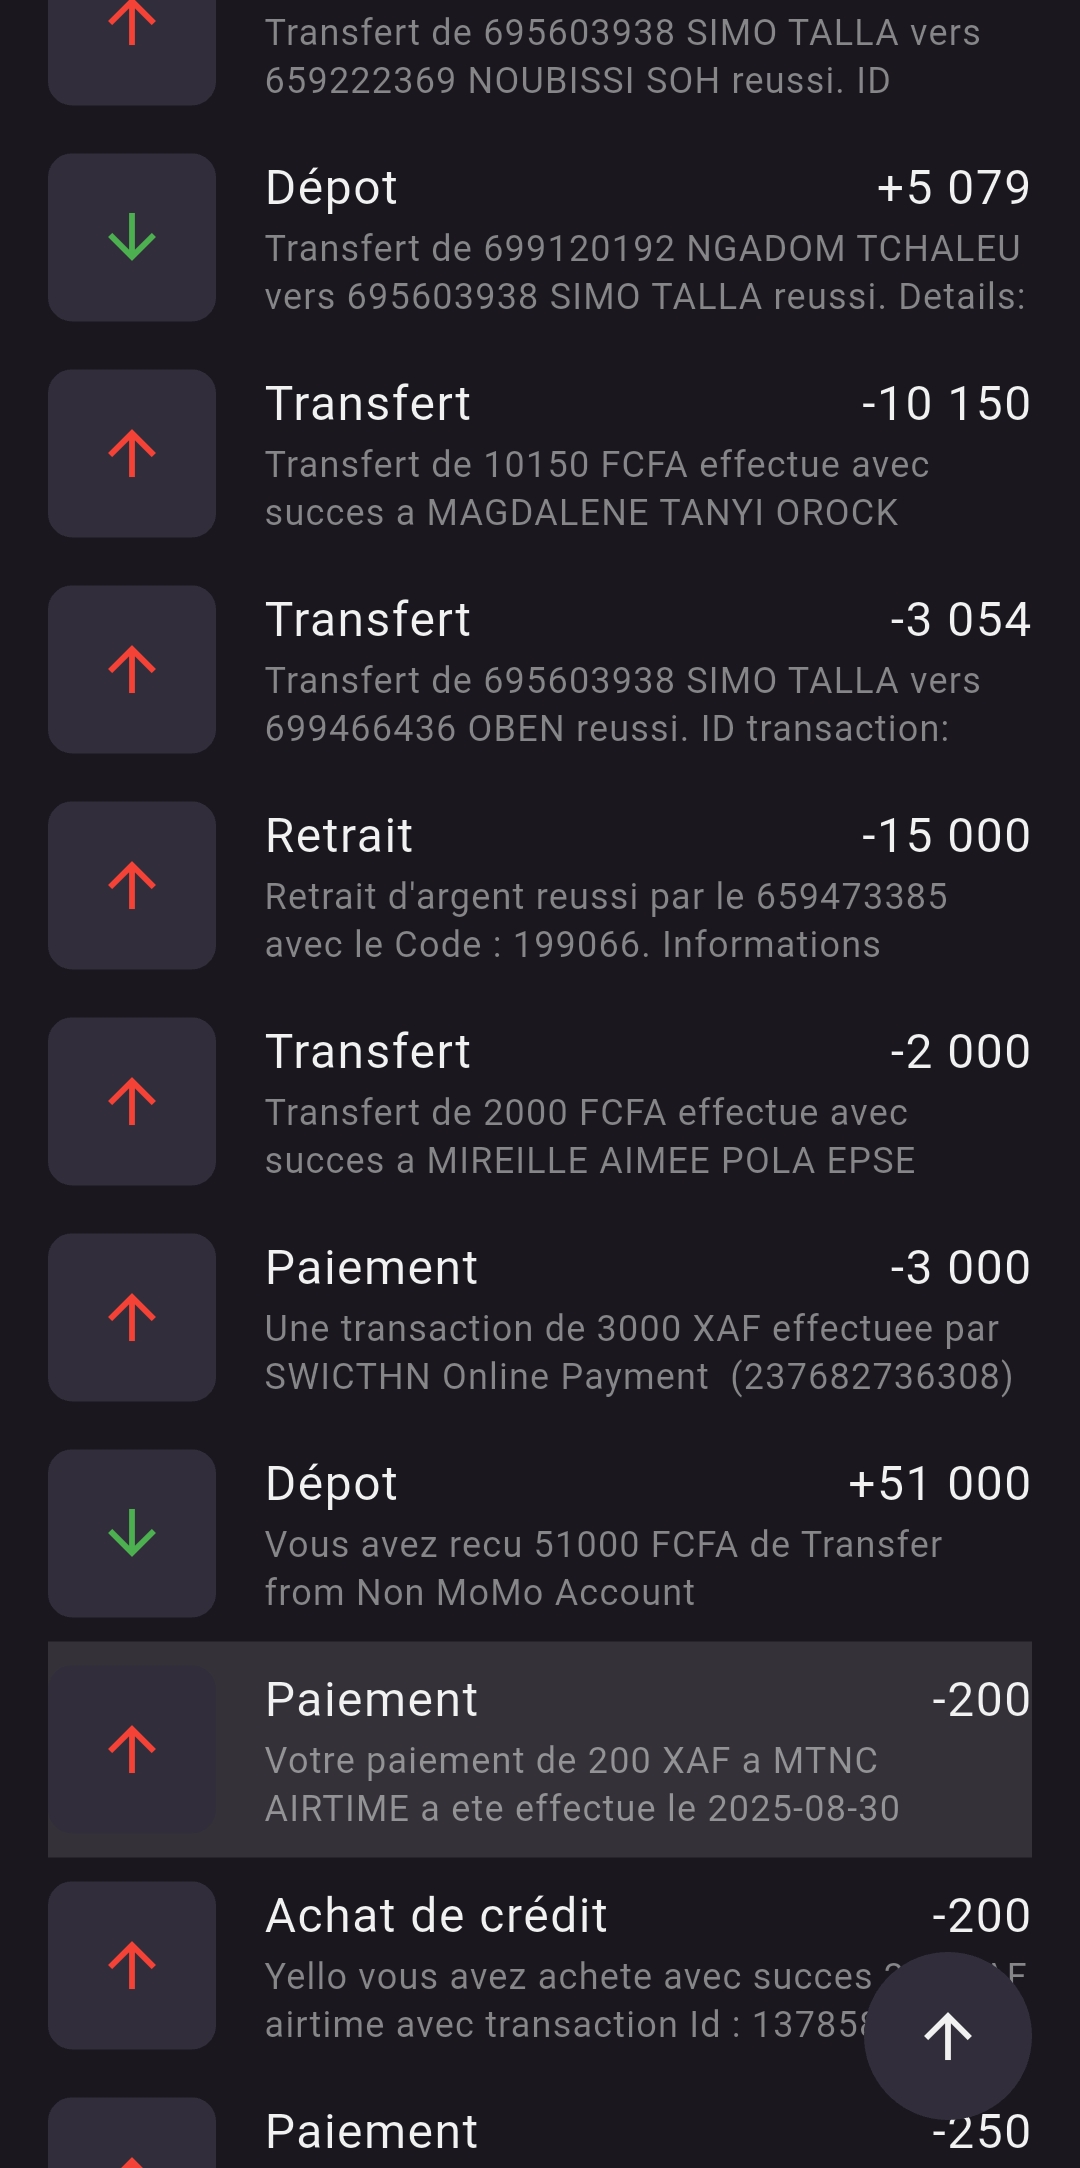 Transfert de 695603938 SIMO TALLA vers
659222369 NOUBISSI SOH reussi. ID
Dépot +5 079
Transfert de 699120192 NGADOM TCHALEU
vers 695603938 SIMO TALLA reussi. Details:
Transfert -10 150
Transfert de 10150 FCFA effectue avec
succes a MAGDALENE TANYI OROCK
Transfert -3 054
Transfert de 695603938 SIMO TALLA vers
699466436 OBEN reussi. ID transaction:
Retrait -15 000
Retrait d'argent reussi par le 659473385
avec le Code : 199066. Informations
Transfert -2 000
Transfert de 2000 FCFA effectue avec
succes a MIREILLE AIMEE POLA EPSE
Paiement -3 000
Une transaction de 3000 XAF effectuee par
SWICTHN Online Payment  (237682736308)
Dépot +51 000
Vous avez recu 51000 FCFA de Transfer
from Non MoMo Account
Paiement -200
Votre paiement de 200 XAF a MTNC
AIRTIME a ete effectue le 2025-08-30
Achat de crédit -200
Yello vous avez achete avec succes
airtime avec transaction Id :
Paiement -250